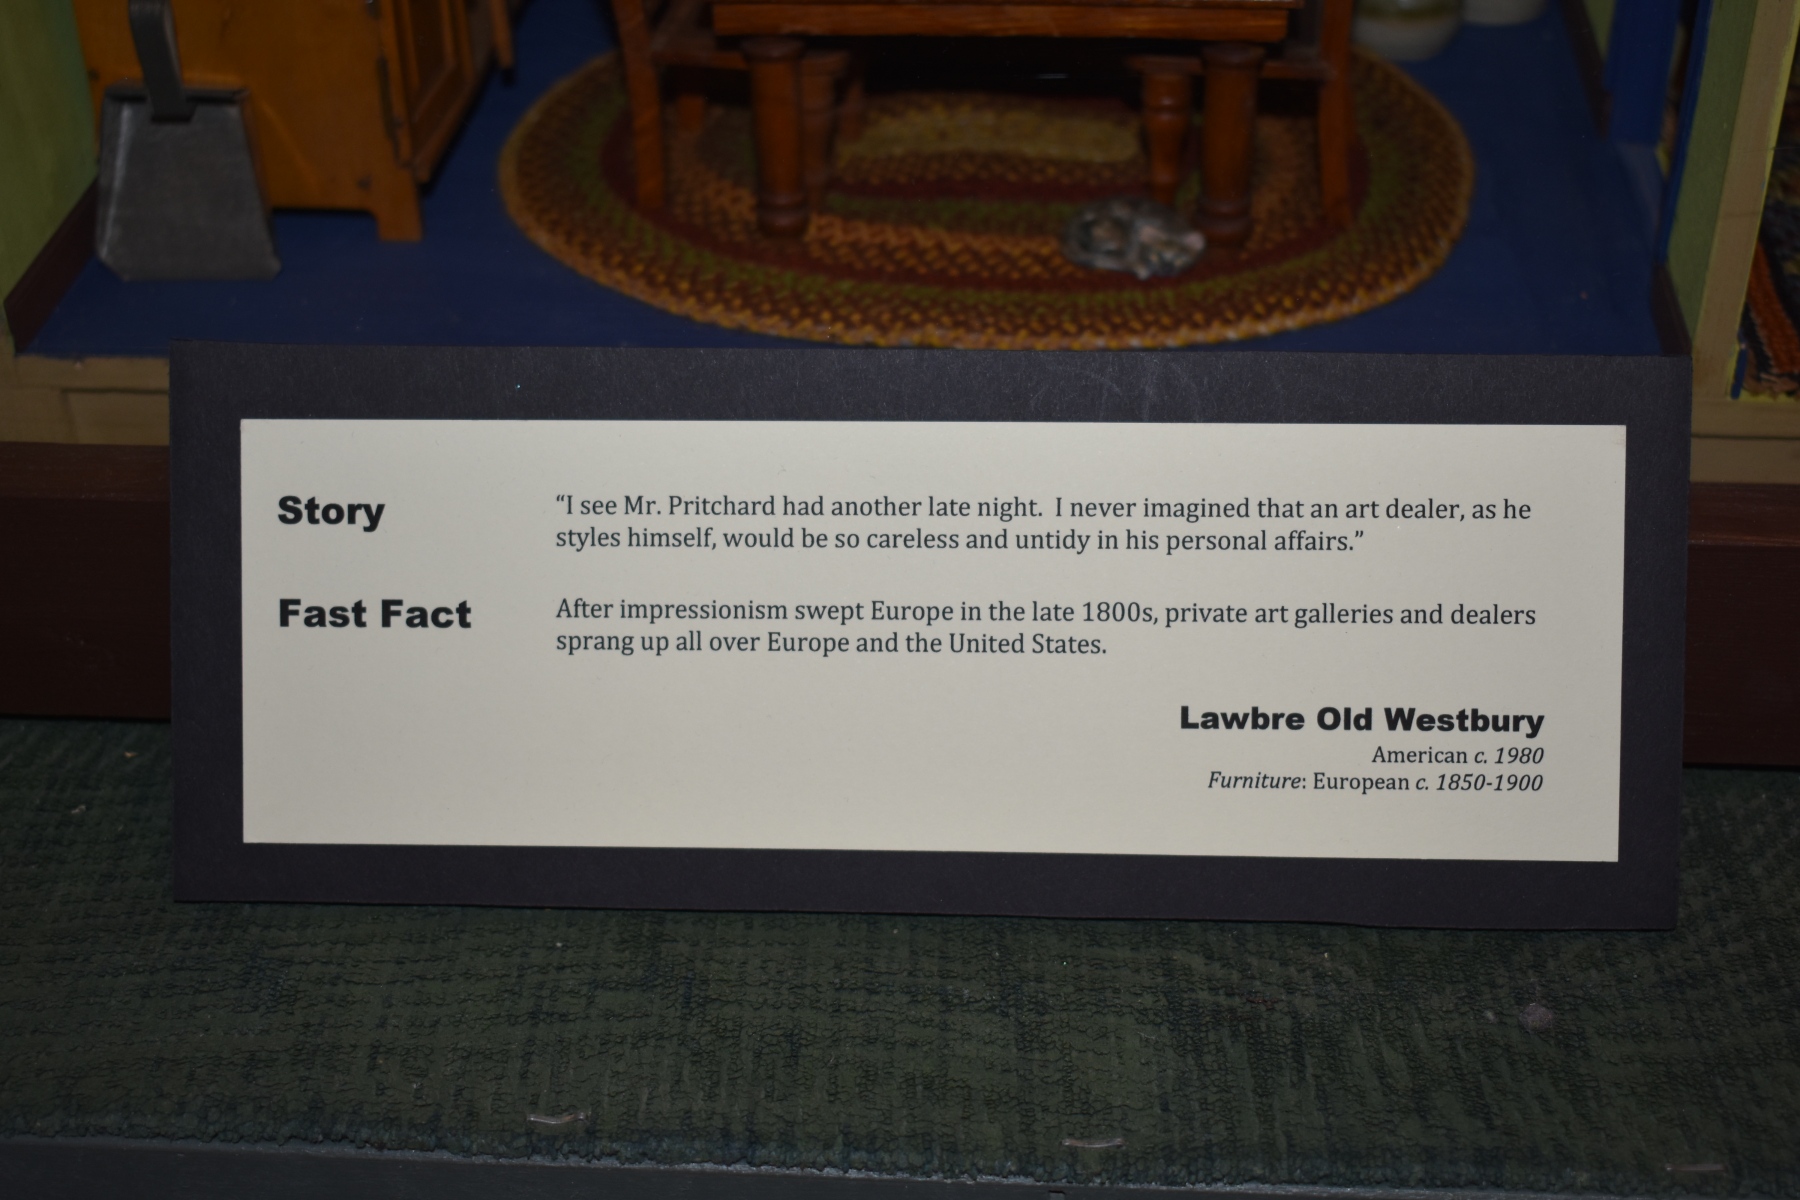 Story
“I see Mr. Pritchard had another late night.  I never imagined that an art dealer, as he
styles himself, would be so careless and untidy in his personal affairs.”
Fast Fact
After impressionism swept Europe in the late 1800s, private art galleries and dealers
sprang up all over Europe and the United States.
Lawbre Old Westbury
American c. 1980
Furniture: European c. 1850-1900